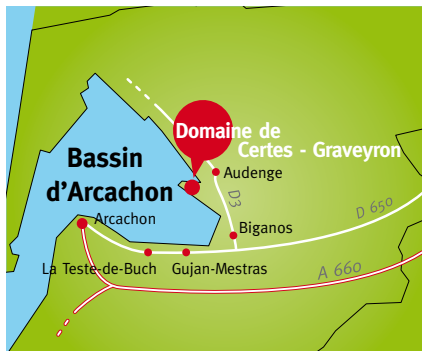 Domaine de
Certes - Graveyron
Bassin
d'Arcachon
Audenge
D3
D 650
Arcachon
Biganos
La Teste-de-Buch
Gujan-Mestras
A 660